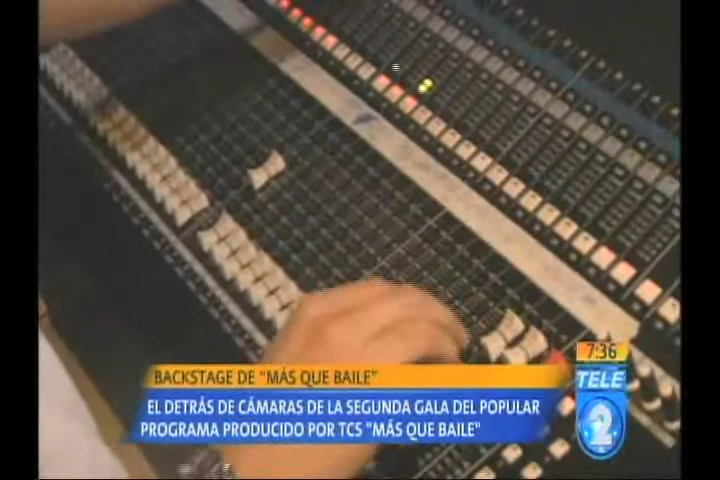 BACKSTAGE DE "MÁS QUE BAILE"
EL DETRÁS DE CÁMARAS DE LA SEGUNDA GALA DEL POPULAR
PROGRAMA PRODUCIDO POR TCS "MÁS QUE BAILE"
7:36
TELE
2